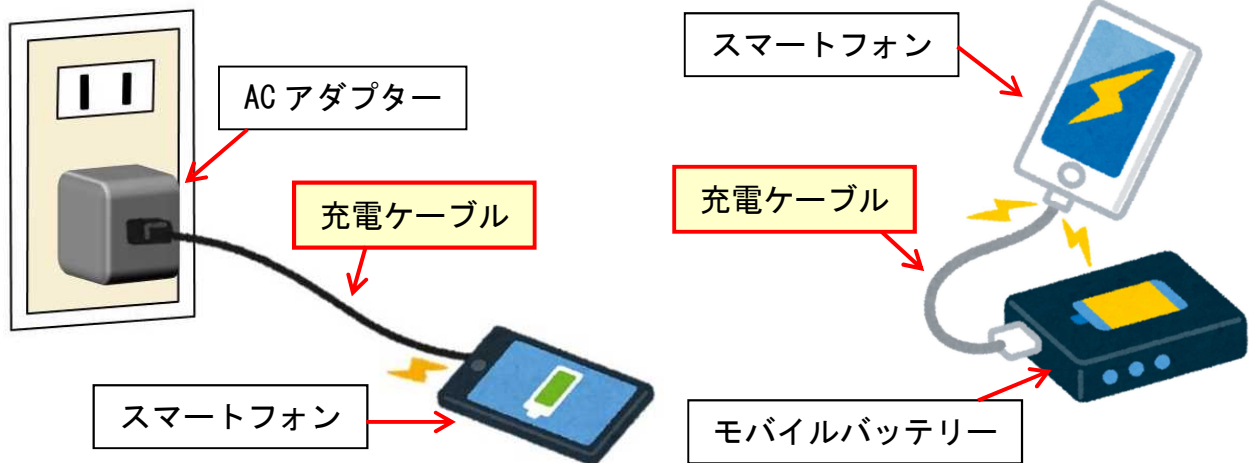 AC アダプター
充電ケーブル
スマートフォン
スマートフォン
充電ケーブル
モバイルバッテリー